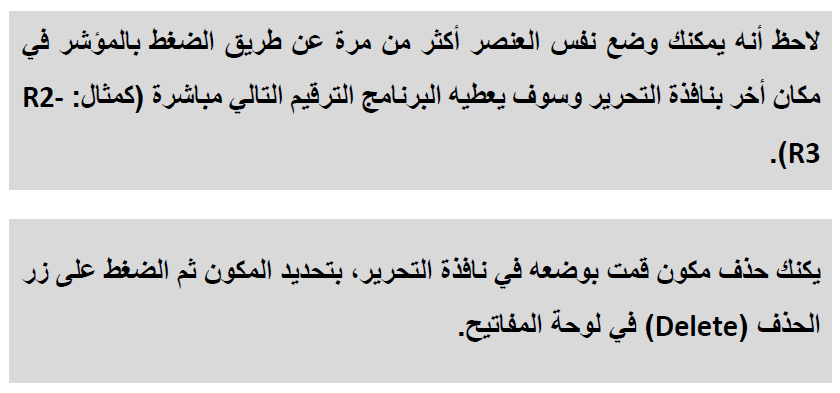 لاحظ أنه يمكنك وضع نفس العنصر أكثر من مرة عن طريق الضغط بالمؤشر في
مكان أخر بنافذة التحرير وسوف يعطيه البرنامج الترقيم التالي مباشرة (كمثال: R2-
R3).
يكنك حذف مكون قمت بوضعه في نافذة التحرير، بتحديد المكون ثم الضغط على زر
الحذف (Delete) في لوحة المفاتيح.